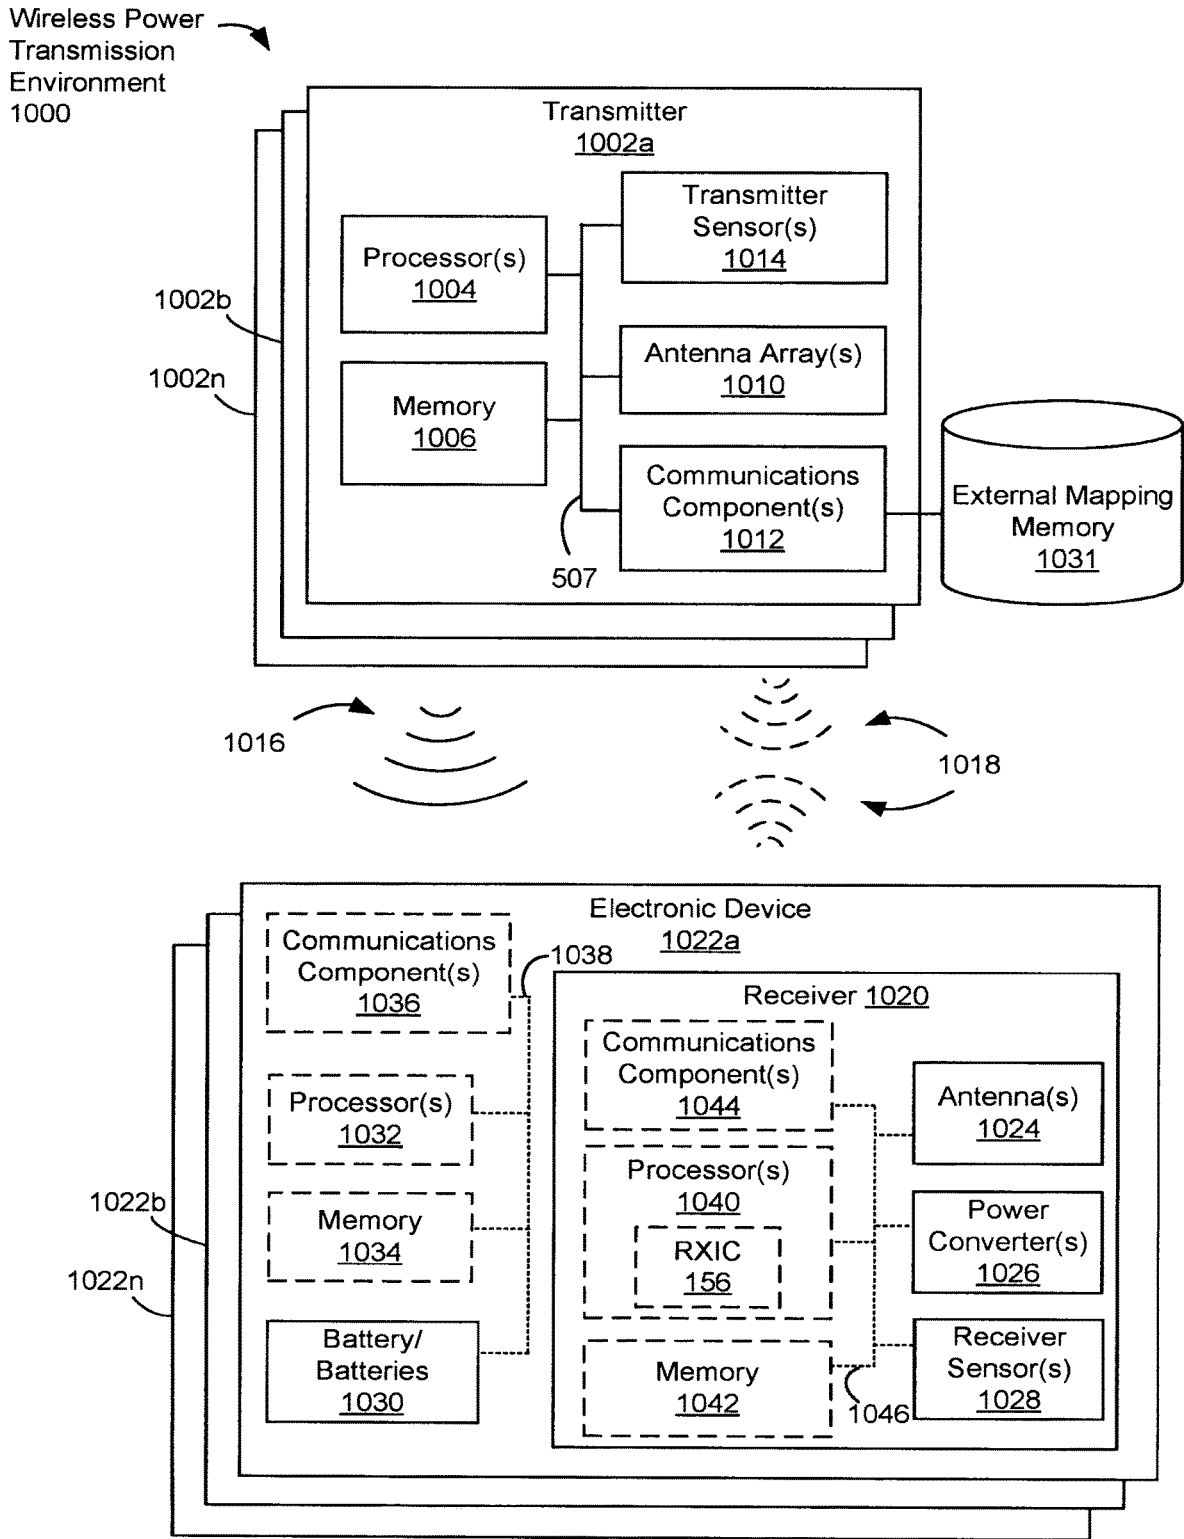 Wireless Power
Transmission
Environment
1000
Transmitter
1002a
Processor(s)
1004
Memory
1006
Transmitter
Sensor(s)
1014
Antenna Array(s)
1010
Communications
Component(s)
1012
507
1002b
1002n
External Mapping
Memory
1031
1016
1018
Electronic Device
1022a
Communications
Component(s)
1036
1038
Processor(s)
1032
Memory
1034
Battery/
Batteries
1030
1022b
1022n
Receiver 1020
Communications
Component(s)
1044
Processor(s)
1040
RXIC
156
Memory
1042
1046
Antenna(s)
1024
Power
Converter(s)
1026
Receiver
Sensor(s)
1028